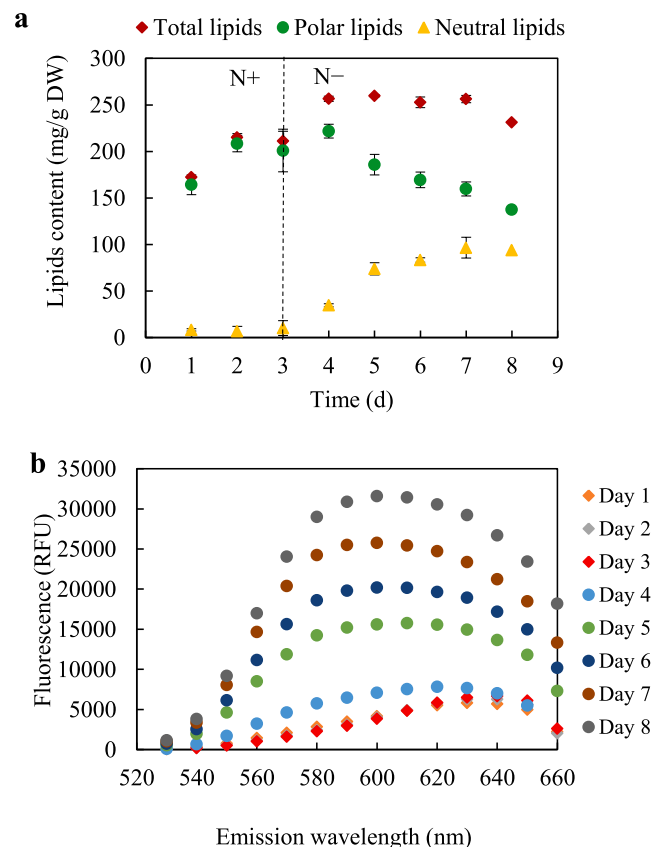 a
Total lipids Polar lipids Neutral lipids
Lipids content (mg/g DW)
300
250
200
150
100
50
0
N+ N−
0 1 2 3 4 5 6 7 8 9
Time (d)
b
Fluorescence (RFU)
35000
30000
25000
20000
15000
10000
5000
0
520 540 560 580 600 620 640 660
Emission wavelength (nm)
Day 1
Day 2
Day 3
Day 4
Day 5
Day 6
Day 7
Day 8